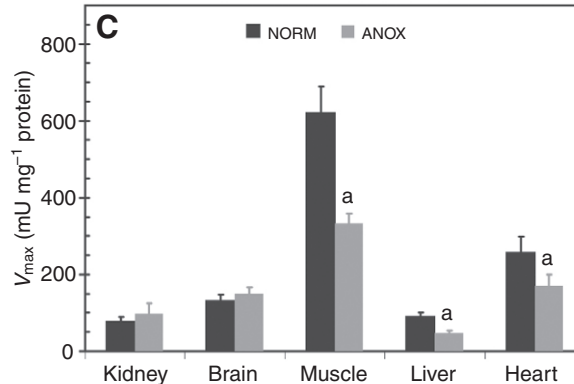 C
NORM ANOX
Vmax (mU mg−1 protein)
800
600
400
200
0
a
a
a
Kidney Brain Muscle Liver Heart